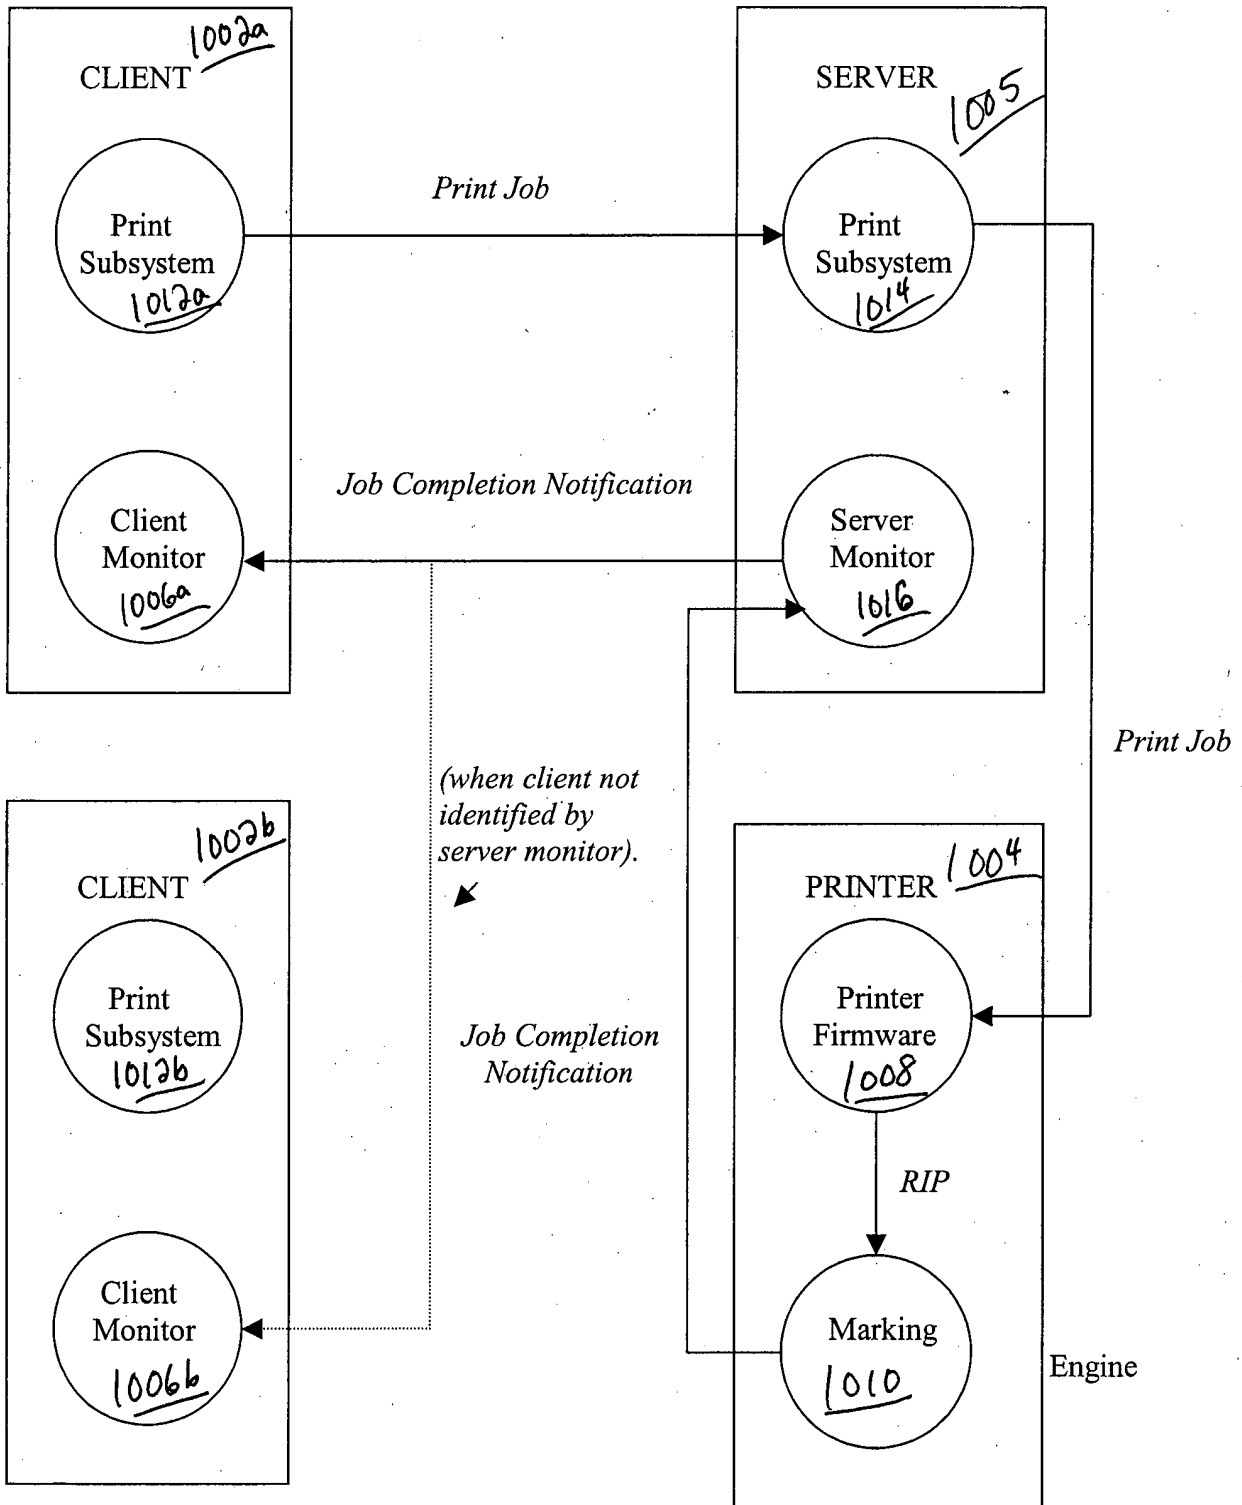 1002a
CLIENT
Print
Subsystem
1012a
Print Job
SERVER
1005
Print
Subsystem
1014
Client
Monitor
1006a
Job Completion Notification
Server
Monitor
1016
Print Job
(when client not
identified by
server monitor).
1002b
CLIENT
Print
Subsystem
1012b
Client
Monitor
1006b
Job Completion
Notification
1004
PRINTER
Printer
Firmware
1008
RIP
Marking
1010
Engine